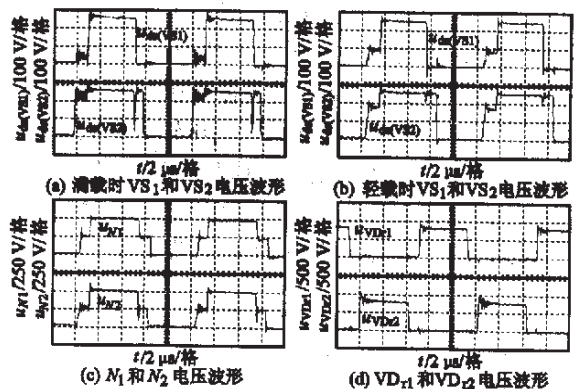 u_ds(VS1)/100 V/格
u_ds(VS2)/100 V/格
u_ds(VS1)
u_ds(VS2)
t/2 μs/格
(a) 满载时VS₁和VS₂电压波形
u_ds(VS1)/100 V/格
u_ds(VS2)/100 V/格
u_ds(VS1)
u_ds(VS2)
t/2 μs/格
(b) 轻载时VS₁和VS₂电压波形
u_N1/250 V/格
u_N2/250 V/格
u_N1
u_N2
t/2 μs/格
(c) N₁和N₂电压波形
u_VDr1/500 V/格
u_VDr2/500 V/格
u_VDr1
u_VDr2
t/2 μs/格
(d) VD_r1和VD_r2电压波形